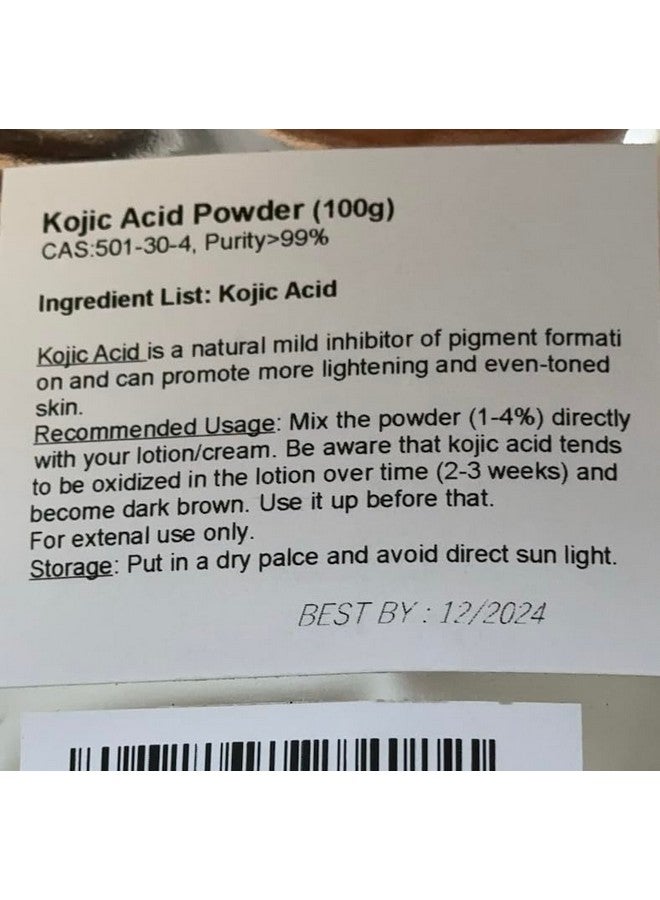 Kojic Acid Powder (100g)
CAS:501-30-4, Purity>99%
Ingredient List: Kojic Acid
Kojic Acid is a natural mild inhibitor of pigment formati
on and can promote more lightening and even-toned
skin.
Recommended Usage: Mix the powder (1-4%) directly
with your lotion/cream. Be aware that kojic acid tends
to be oxidized in the lotion over time (2-3 weeks) and
become dark brown. Use it up before that.
For extenal use only.
Storage: Put in a dry palce and avoid direct sun light.
BEST BY : 12/2024